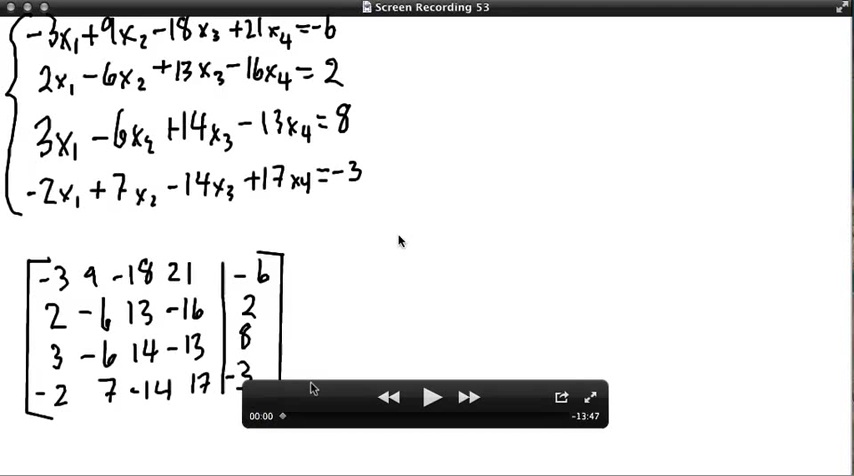 Screen Recording 53
-3x₁+9x₂-18x₃+21x₄=-6
2x₁-6x₂+13x₃-16x₄=2
3x₁-6x₂+14x₃-13x₄=8
-2x₁+7x₂-14x₃+17x₄=-3
-3 9 -18 21 -6
2 -6 13 -16 2
3 -6 14 -13 8
-2 7 -14 17 -3
00:00 -13:47